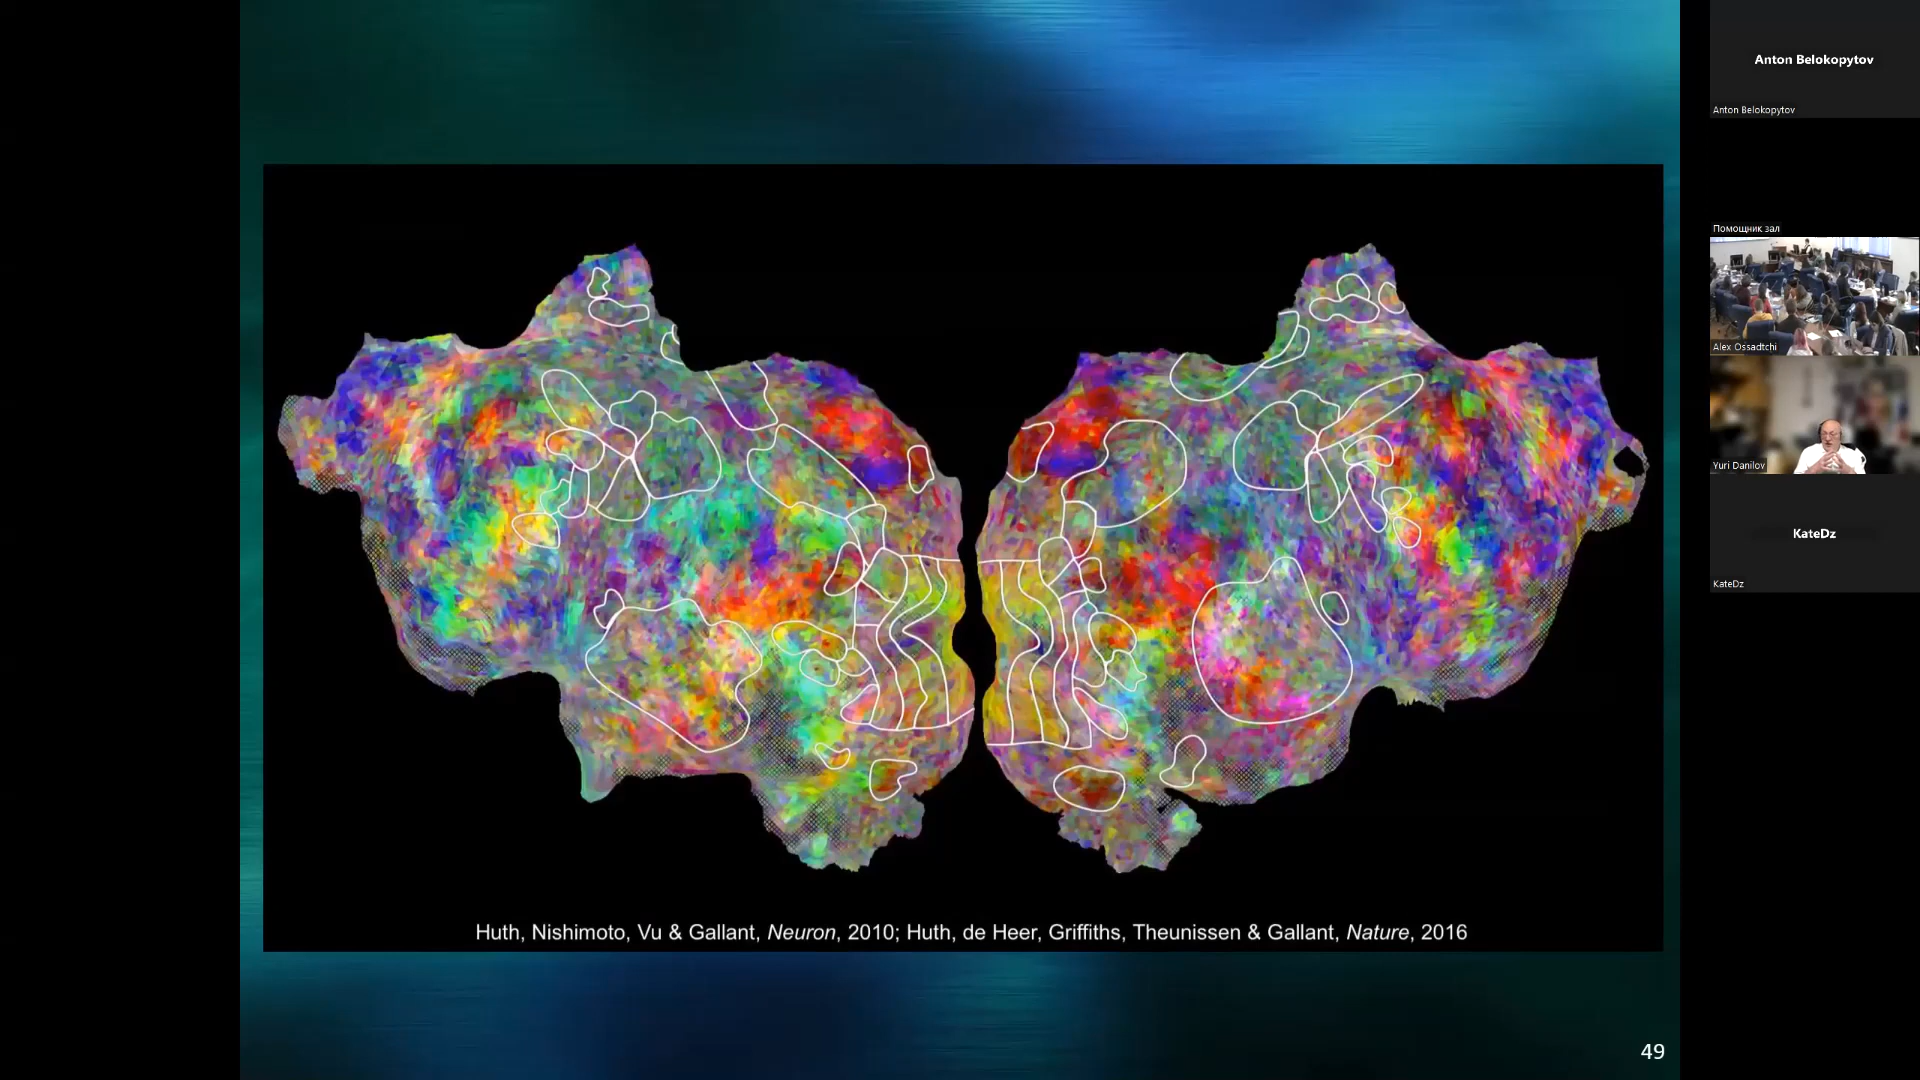 Huth, Nishimoto, Vu & Gallant, Neuron, 2010; Huth, de Heer, Griffiths, Theunissen & Gallant, Nature, 2016
49
Anton Belokopytov
Anton Belokopytov
Помощник зал
Alex Ossadtchi
Yuri Danilov
KateDz
KateDz